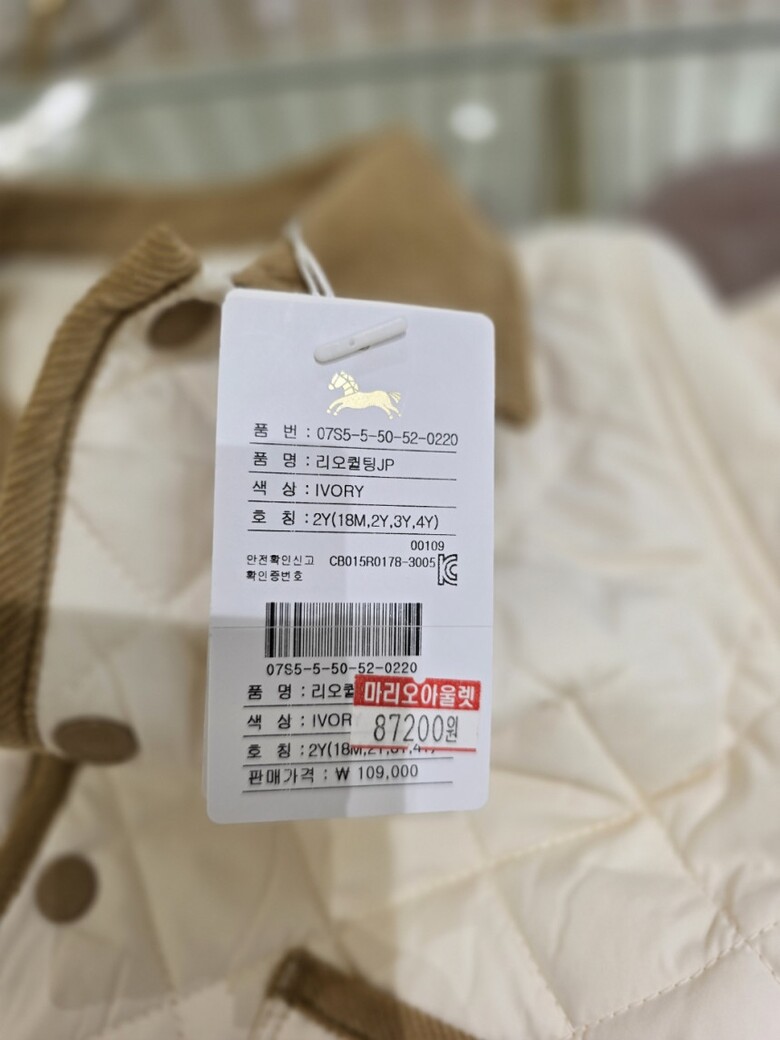 품 번 : 07S5-5-50-52-0220
품 명 : 리오퀼팅JP
색 상 : IVORY
호 칭 : 2Y(18M,2Y,3Y,4Y)
00109
안전확인신고 CB015R0178-3005
확인증번호
07S5-5-50-52-0220
품 명 : 리오퀼
마리오아울렛
색 상 : IVOR
87200원
호 칭 : 2Y(18M,2Y,3Y,4Y)
판매가격 : ₩ 109,000